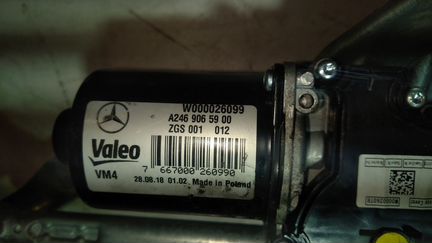 W000026099
A246 906 59 00
ZGS 001 012
Valeo
VM4
7 667000 260990
28.08.18 01.02 Made in Poland